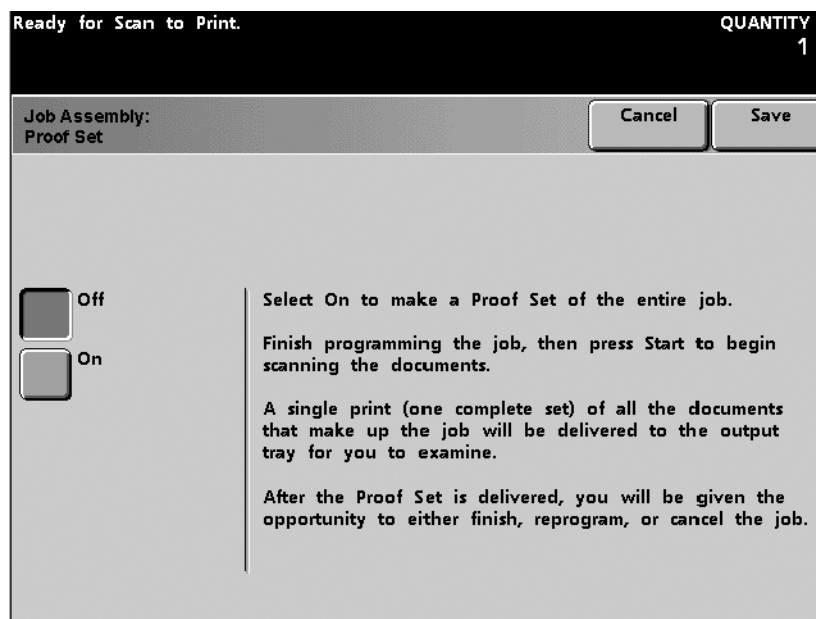 Ready for Scan to Print.
QUANTITY
1
Job Assembly:
Proof Set
Cancel
Save
Off
On
Select On to make a Proof Set of the entire job.
Finish programming the job, then press Start to begin
scanning the documents.
A single print (one complete set) of all the documents
that make up the job will be delivered to the output
tray for you to examine.
After the Proof Set is delivered, you will be given the
opportunity to either finish, reprogram, or cancel the job.